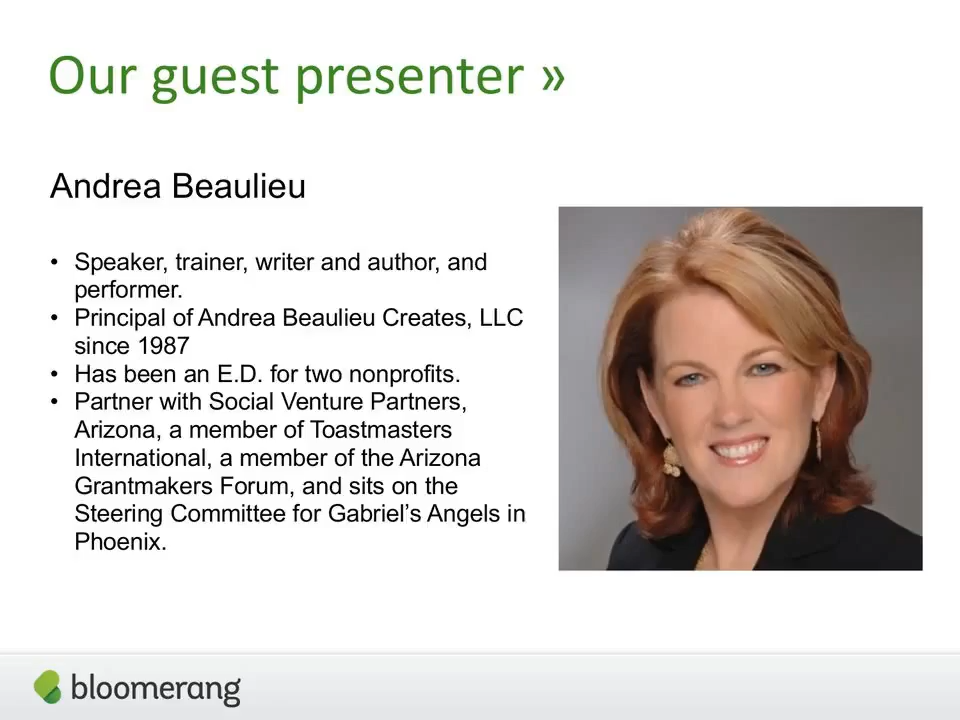 Our guest presenter »
Andrea Beaulieu
• Speaker, trainer, writer and author, and
performer.
• Principal of Andrea Beaulieu Creates, LLC
since 1987
• Has been an E.D. for two nonprofits.
• Partner with Social Venture Partners,
Arizona, a member of Toastmasters
International, a member of the Arizona
Grantmakers Forum, and sits on the
Steering Committee for Gabriel’s Angels in
Phoenix.
bloomerang